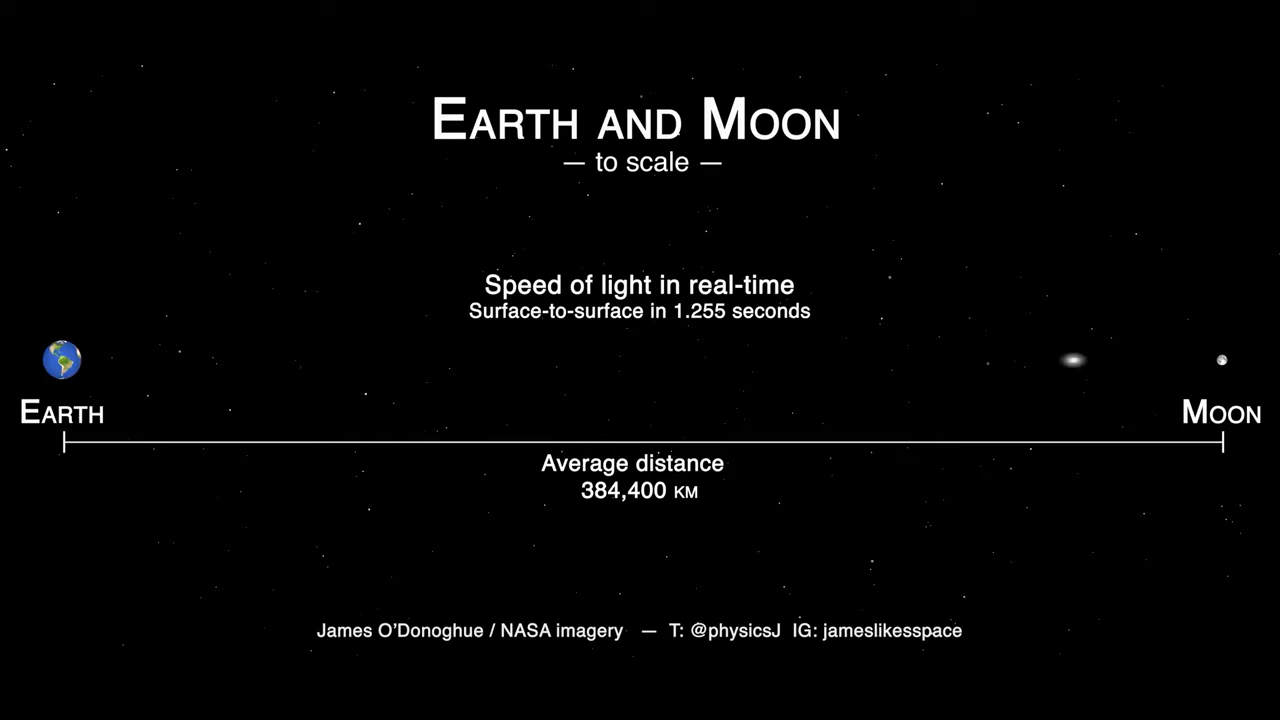 EARTH AND MOON
— to scale —
Speed of light in real-time
Surface-to-surface in 1.255 seconds
EARTH
MOON
Average distance
384,400 KM
James O’Donoghue / NASA imagery — T: @physicsJ IG: jameslikesspace